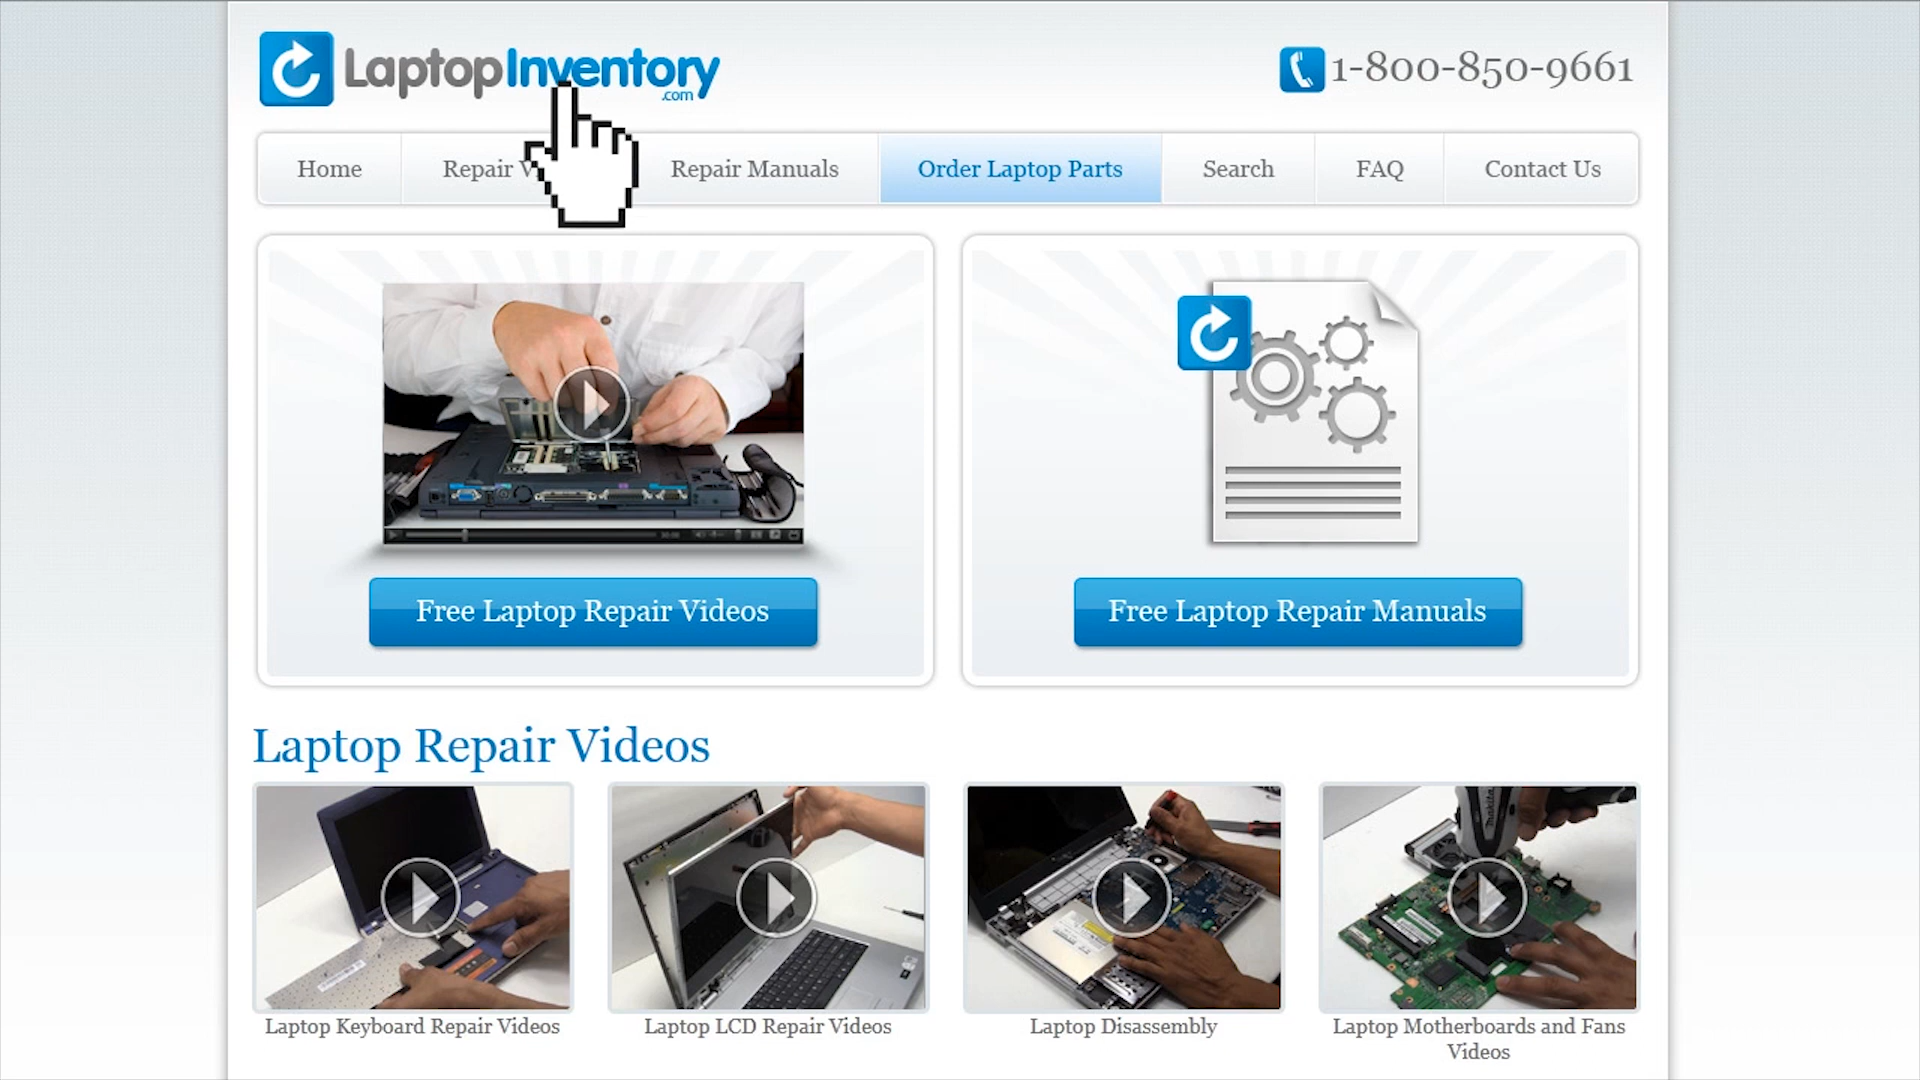 LaptopInventory
.com
1-800-850-9661
Home
Repair V
Repair Manuals
Order Laptop Parts
Search
FAQ
Contact Us
Free Laptop Repair Videos
Free Laptop Repair Manuals
Laptop Repair Videos
makita
Laptop Keyboard Repair Videos
Laptop LCD Repair Videos
Laptop Disassembly
Laptop Motherboards and Fans
Videos